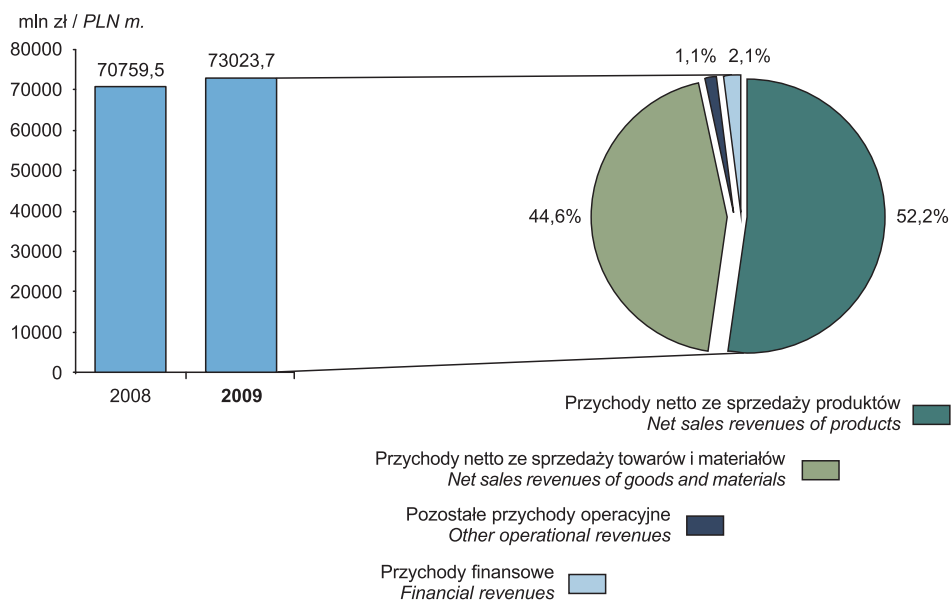 mln zł / PLN m.
80000
70000
60000
50000
40000
30000
20000
10000
0
70759,5
73023,7
2008
2009
1,1%
2,1%
44,6%
52,2%
Przychody netto ze sprzedaży produktów
Net sales revenues of products
Przychody netto ze sprzedaży towarów i materiałów
Net sales revenues of goods and materials
Pozostałe przychody operacyjne
Other operational revenues
Przychody finansowe
Financial revenues